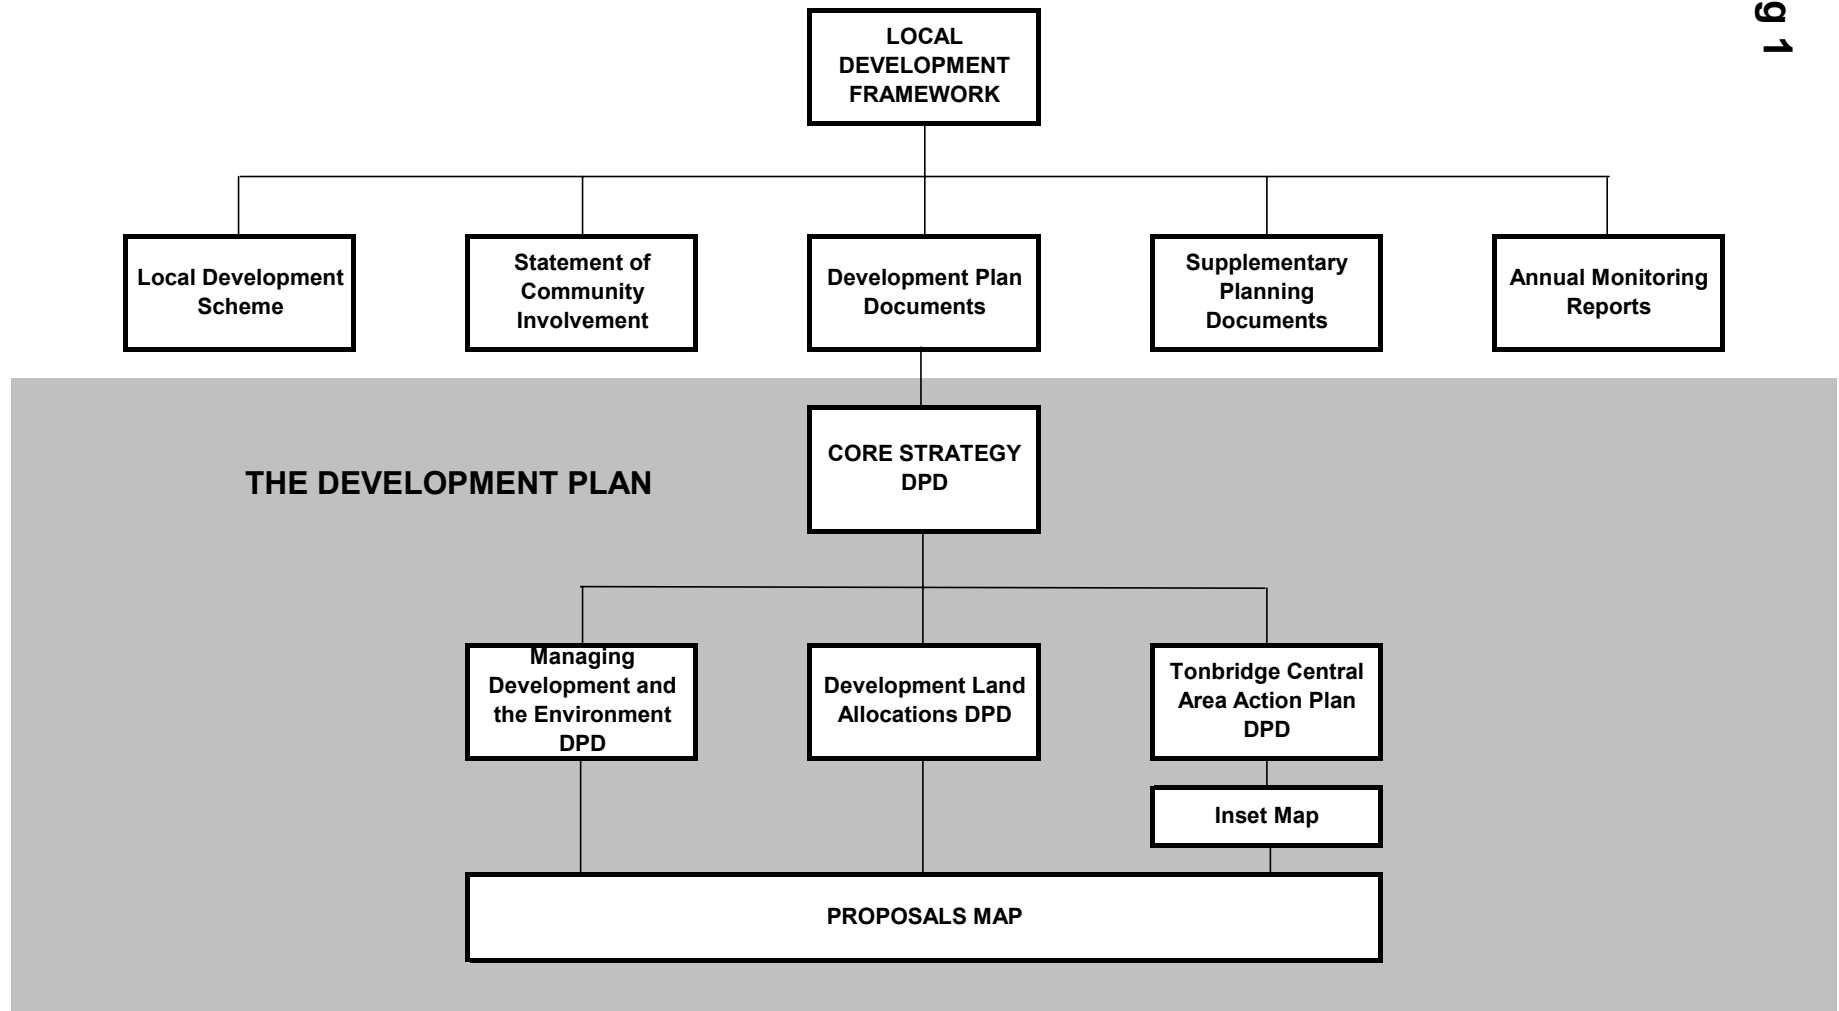 g 1
LOCAL
DEVELOPMENT
FRAMEWORK
Local Development
Scheme
Statement of
Community
Involvement
Development Plan
Documents
Supplementary
Planning
Documents
Annual Monitoring
Reports
THE DEVELOPMENT PLAN
CORE STRATEGY
DPD
Managing
Development and
the Environment
DPD
Development Land
Allocations DPD
Tonbridge Central
Area Action Plan
DPD
Inset Map
PROPOSALS MAP